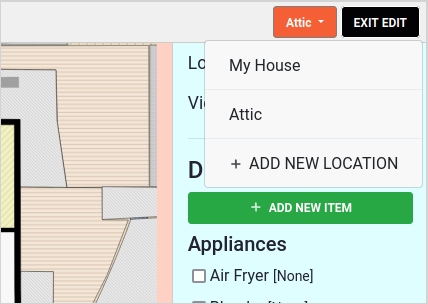 Attic
EXIT EDIT
My House
Attic
+ ADD NEW LOCATION
+ ADD NEW ITEM
Appliances
Air Fryer [None]